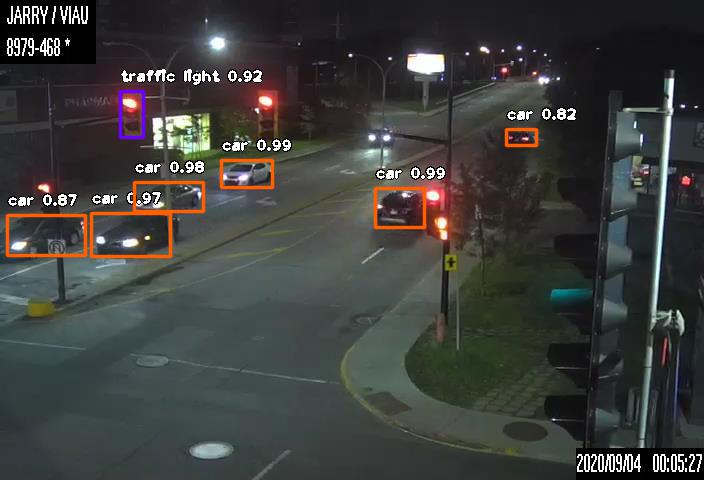 JARRY / VIAU
8979-468 *
traffic light 0.92
car 0.82
car 0.99
car 0.98
car 0.99
car 0.87
car 0.97
PHARMA
2020/09/04 00:05:27